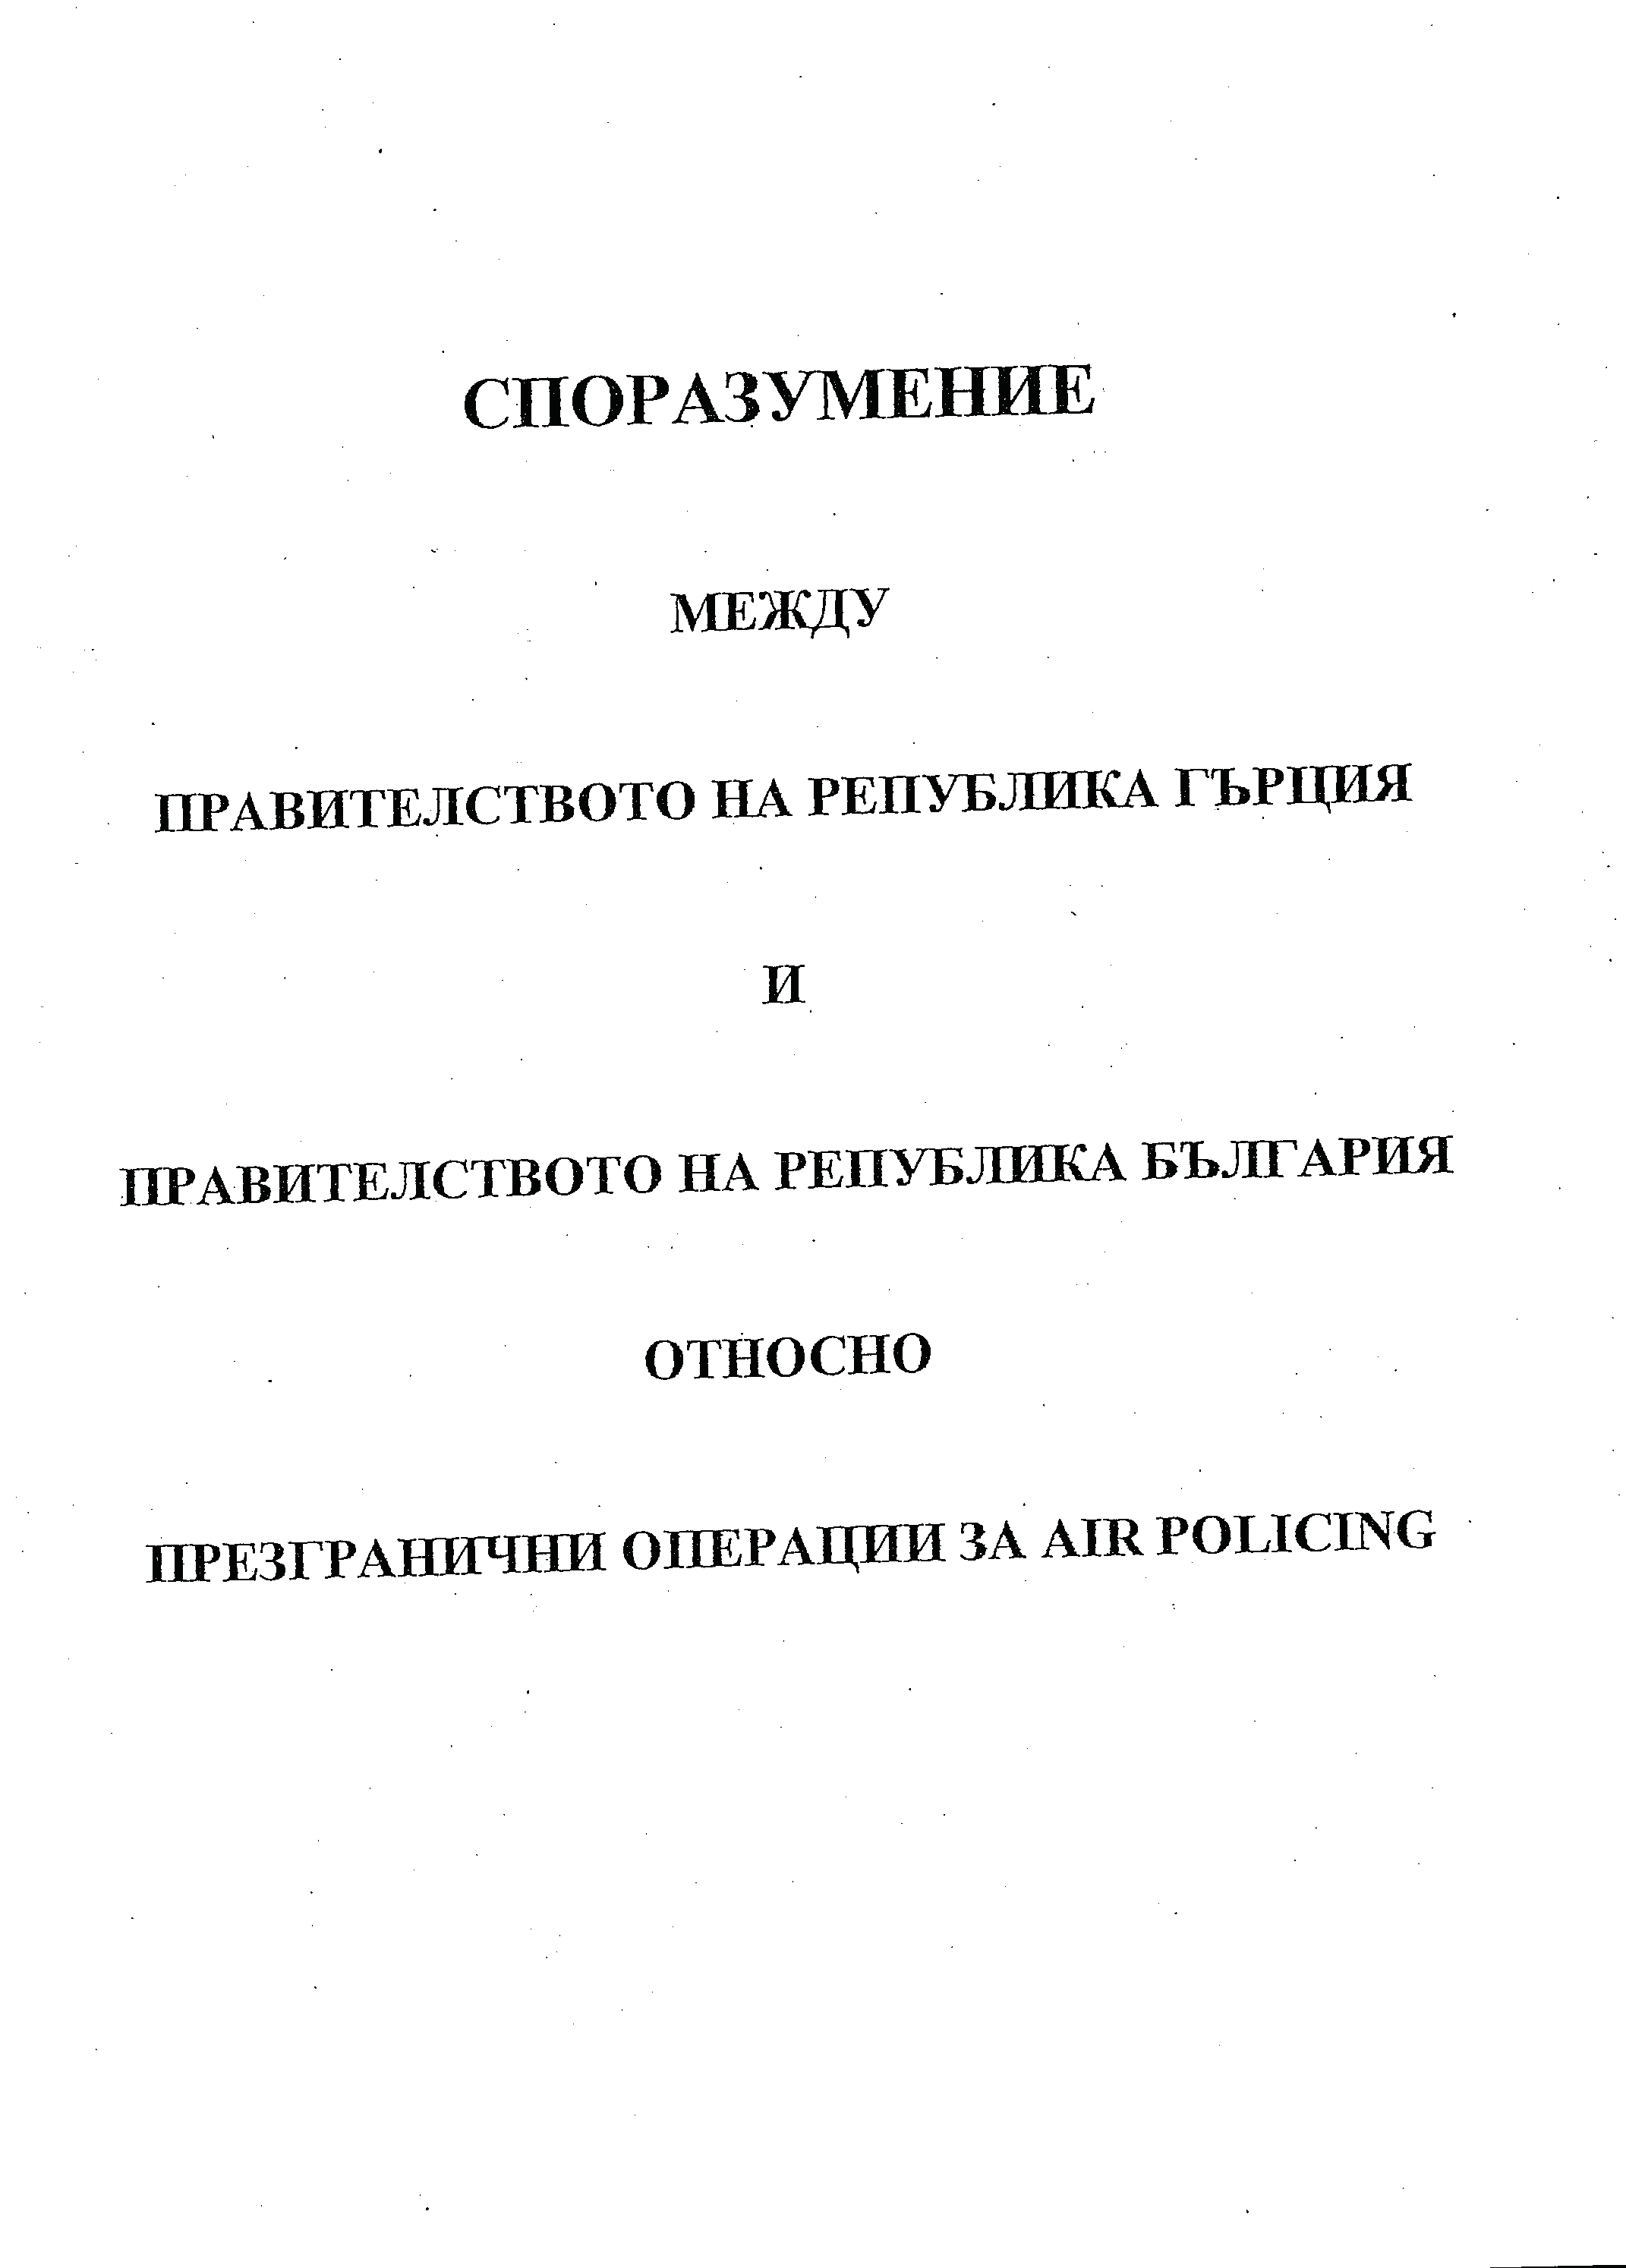 СПОРАЗУМЕНИЕ
МЕЖДУ
ПРАВИТЕЛСТВОТО НА РЕПУБЛИКА ГЪРЦИЯ
И
ПРАВИТЕЛСТВОТО НА РЕПУБЛИКА БЪЛГАРИЯ
ОТНОСНО
ПРЕЗГРАНИЧНИ ОПЕРАЦИИ ЗА AIR POLICING